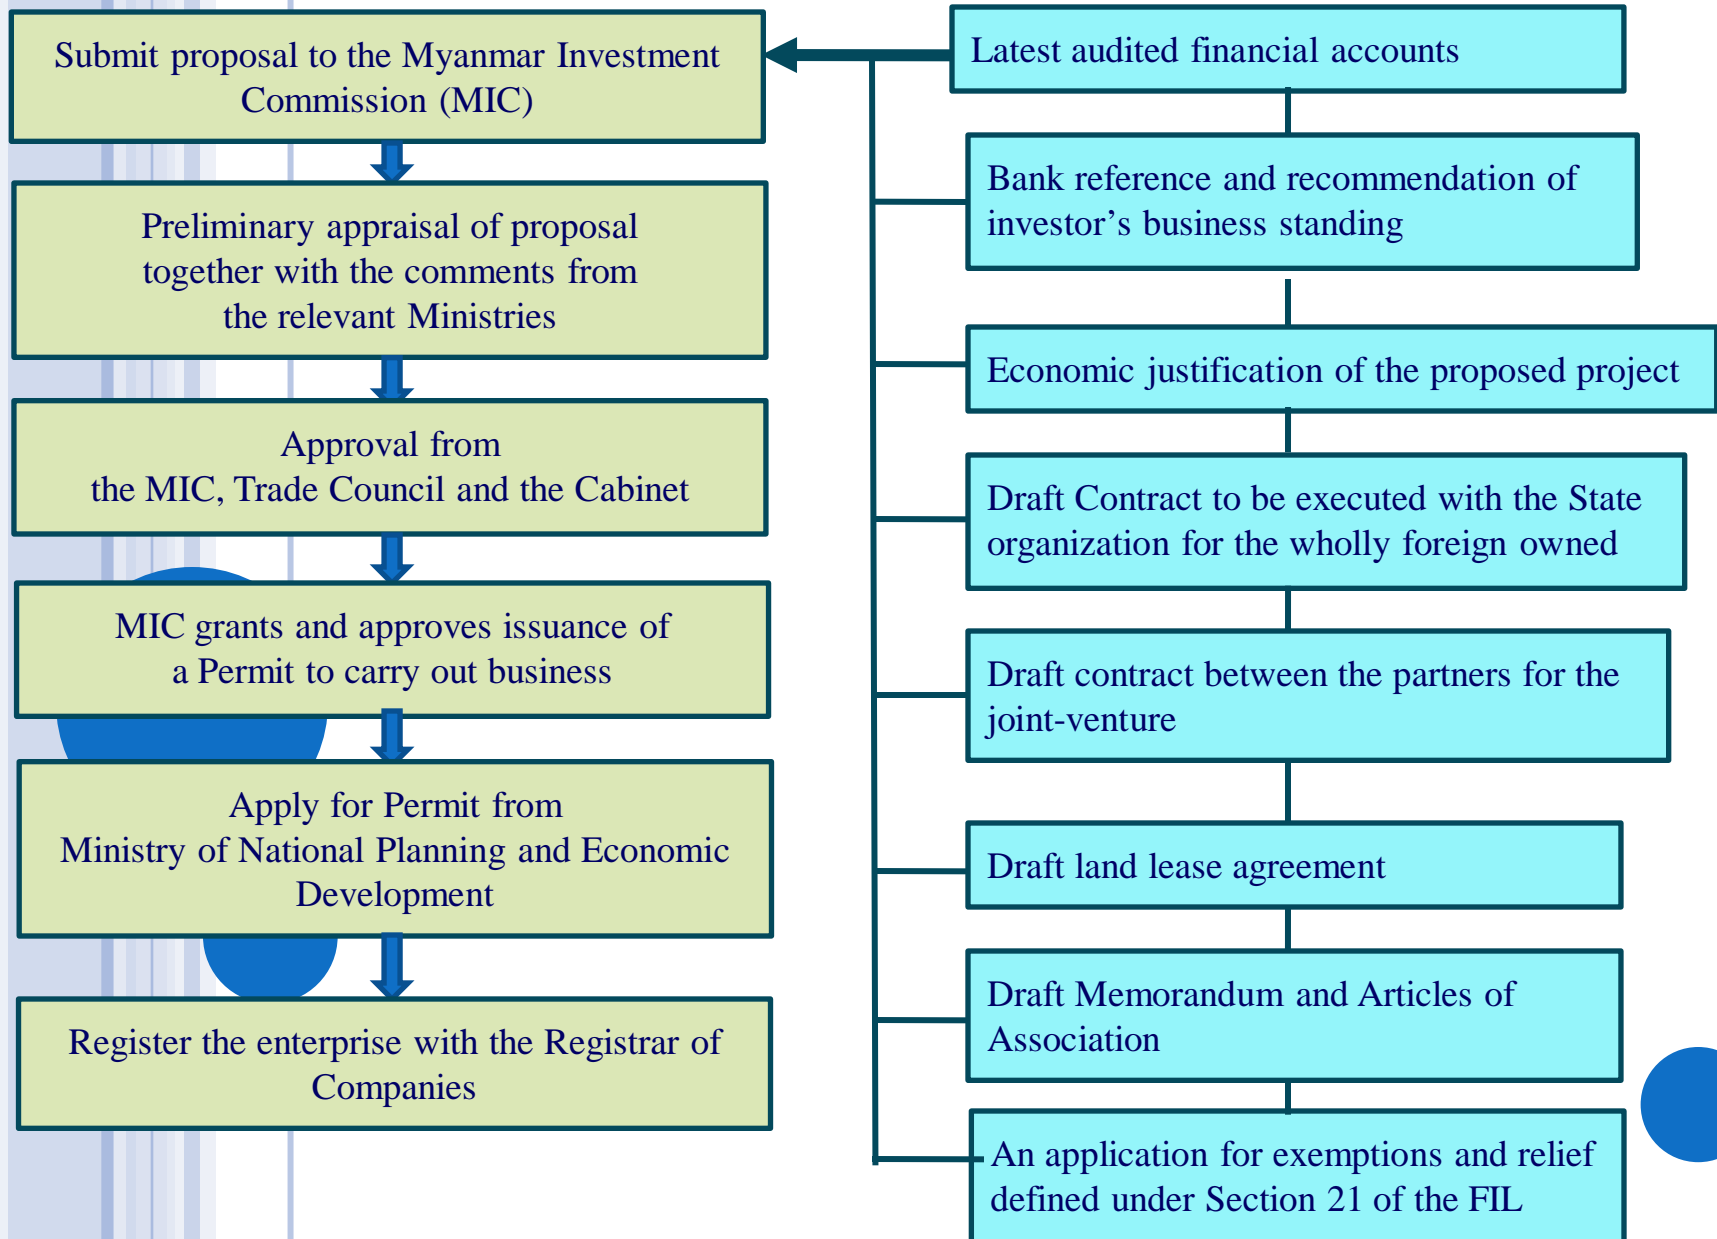 Submit proposal to the Myanmar Investment
Commission (MIC)
Preliminary appraisal of proposal
together with the comments from
the relevant Ministries
Approval from
the MIC, Trade Council and the Cabinet
MIC grants and approves issuance of
a Permit to carry out business
Apply for Permit from
Ministry of National Planning and Economic
Development
Register the enterprise with the Registrar of
Companies
Latest audited financial accounts
Bank reference and recommendation of
investor’s business standing
Economic justification of the proposed project
Draft Contract to be executed with the State
organization for the wholly foreign owned
Draft contract between the partners for the
joint-venture
Draft land lease agreement
Draft Memorandum and Articles of
Association
An application for exemptions and relief
defined under Section 21 of the FIL